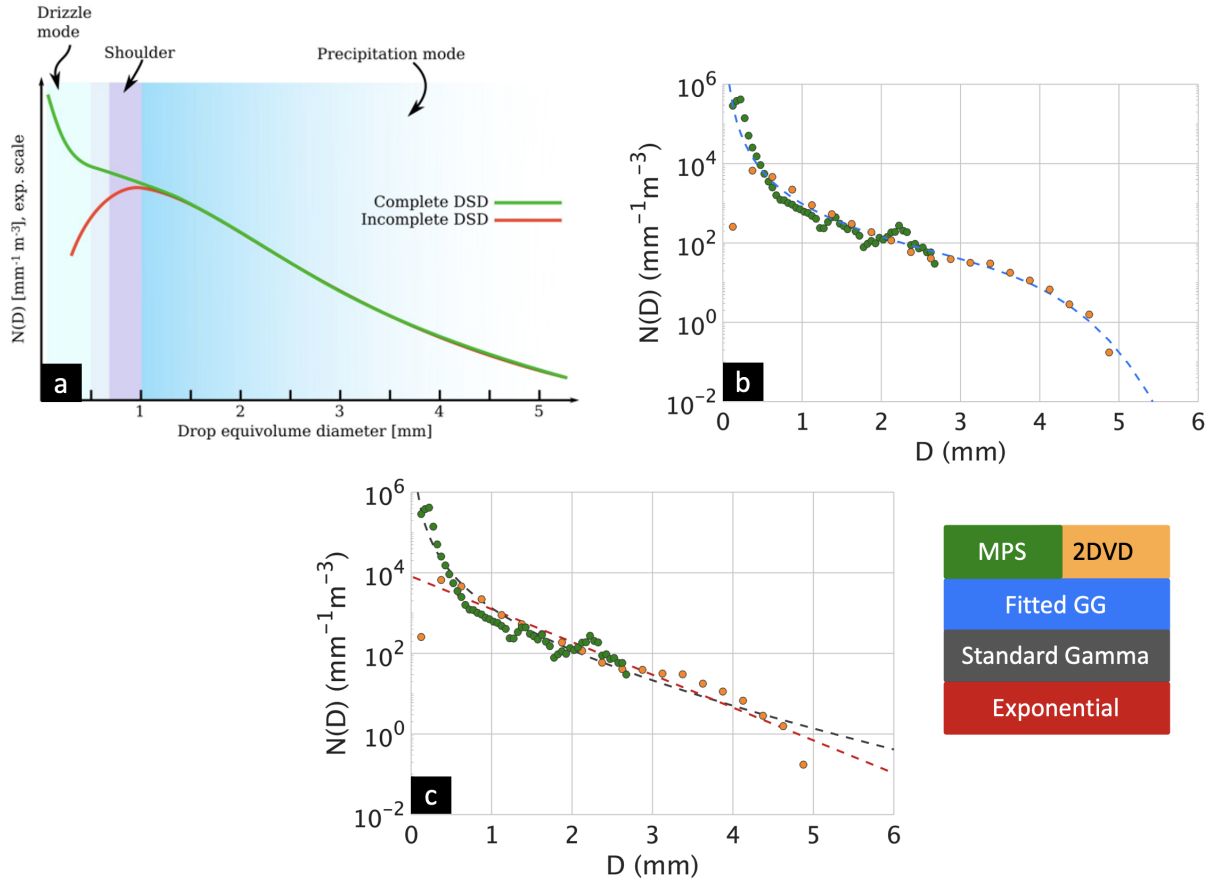 Drizzle
mode
Shoulder
Precipitation mode
N(D) [mm⁻¹ m⁻³], exp. scale
Complete DSD
Incomplete DSD
a
1 2 3 4 5
Drop equivolume diameter [mm]
10⁶
10⁴
10²
10⁰
10⁻²
N(D) (mm⁻¹m⁻³)
b
0 1 2 3 4 5 6
D (mm)
10⁶
10⁴
10²
10⁰
10⁻²
N(D) (mm⁻¹m⁻³)
c
0 1 2 3 4 5 6
D (mm)
MPS 2DVD
Fitted GG
Standard Gamma
Exponential